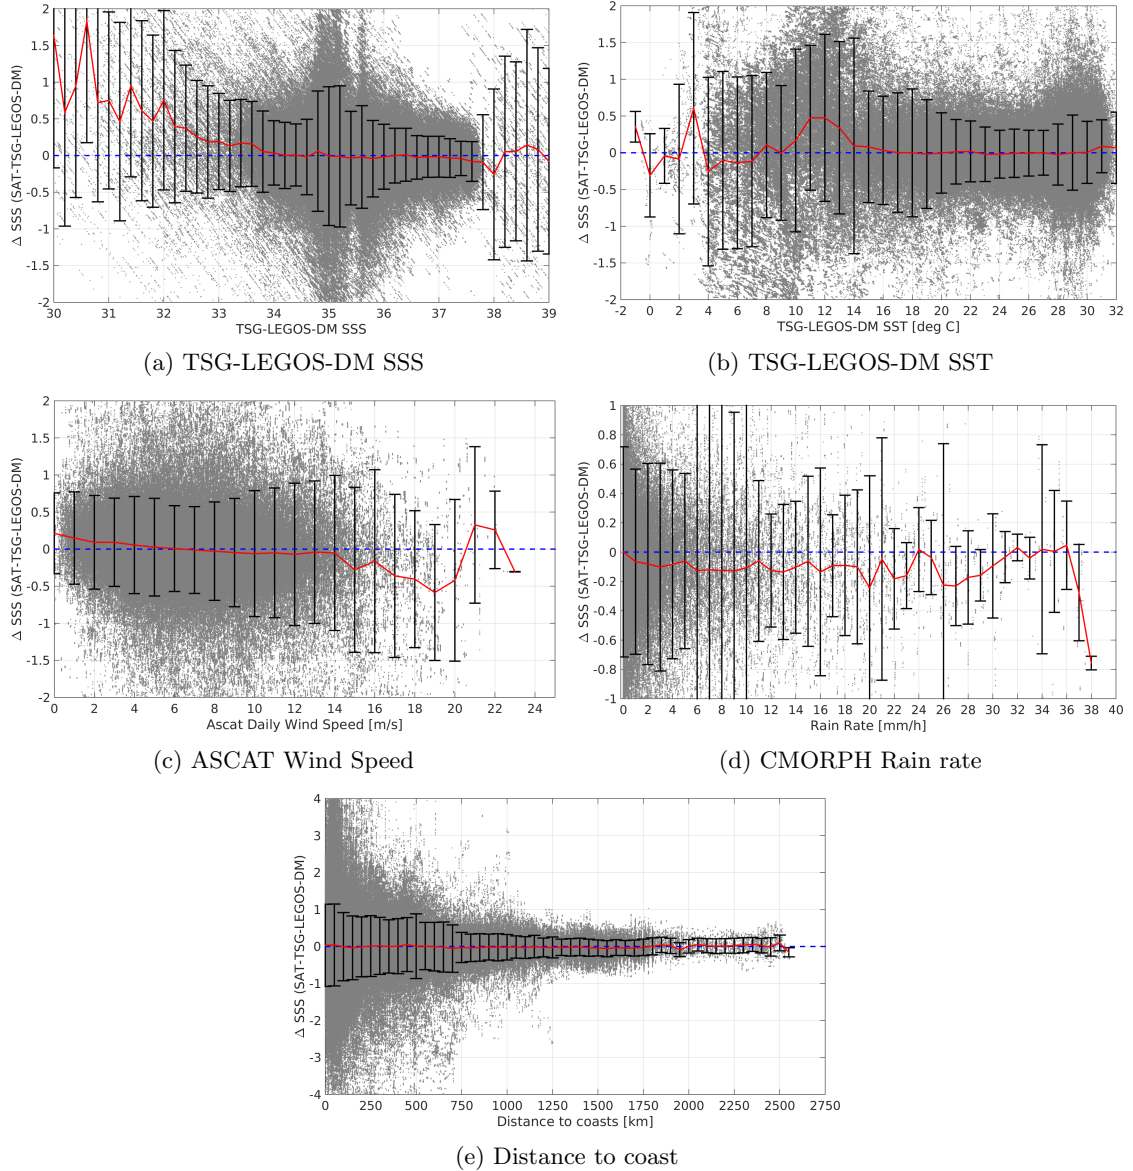 2
1.5
1
0.5
0
-0.5
-1
-1.5
-2
Δ SSS (SAT-TSG-LEGOS-DM)
30 31 32 33 34 35 36 37 38 39
TSG-LEGOS-DM SSS
(a) TSG-LEGOS-DM SSS
2
1.5
1
0.5
0
-0.5
-1
-1.5
-2
Δ SSS (SAT-TSG-LEGOS-DM)
-2 0 2 4 6 8 10 12 14 16 18 20 22 24 26 28 30 32
TSG-LEGOS-DM SST [deg C]
(b) TSG-LEGOS-DM SST
2
1.5
1
0.5
0
-0.5
-1
-1.5
-2
Δ SSS (SAT-TSG-LEGOS-DM)
0 2 4 6 8 10 12 14 16 18 20 22 24
Ascat Daily Wind Speed [m/s]
(c) ASCAT Wind Speed
1
0.8
0.6
0.4
0.2
0
-0.2
-0.4
-0.6
-0.8
-1
Δ SSS (SAT-TSG-LEGOS-DM)
0 2 4 6 8 10 12 14 16 18 20 22 24 26 28 30 32 34 36 38 40
Rain Rate [mm/h]
(d) CMORPH Rain rate
4
3
2
1
0
-1
-2
-3
-4
Δ SSS (SAT-TSG-LEGOS-DM)
0 250 500 750 1000 1250 1500 1750 2000 2250 2500 2750
Distance to coasts [km]
(e) Distance to coast